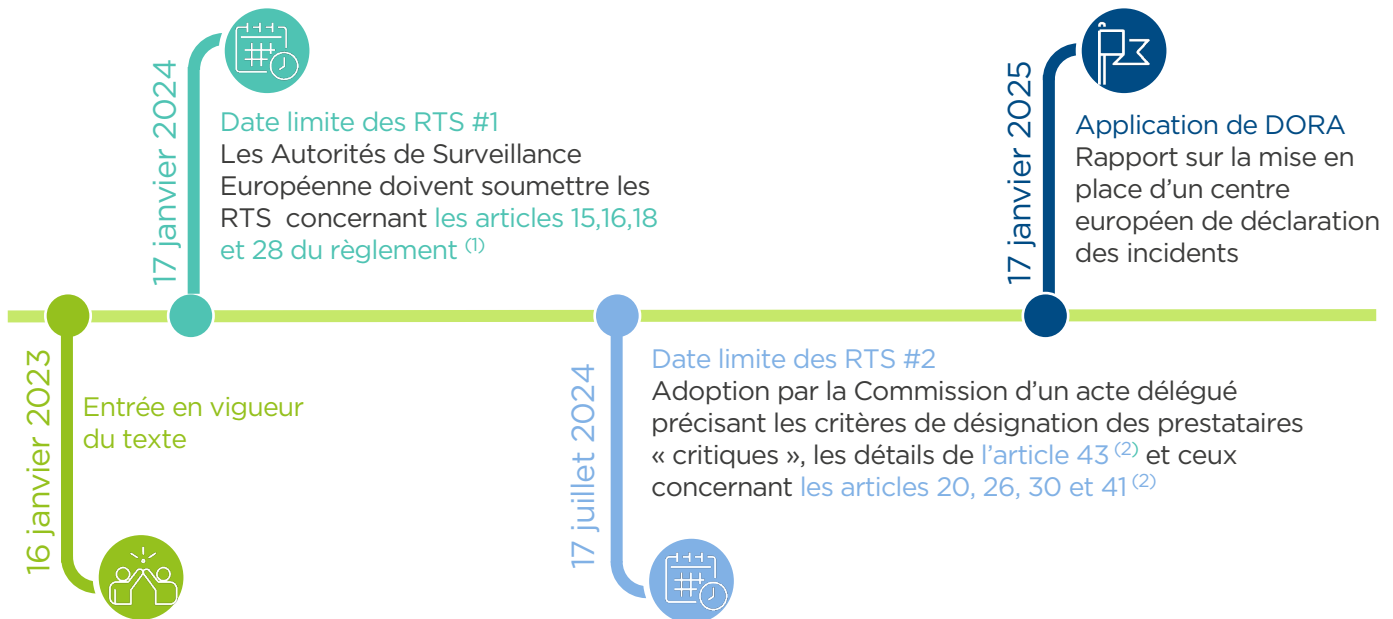 17 janvier 2024
Date limite des RTS #1
Les Autorités de Surveillance
Européenne doivent soumettre les
RTS concernant les articles 15,16,18
et 28 du règlement (1)
17 janvier 2025
Application de DORA
Rapport sur la mise en
place d’un centre
européen de déclaration
des incidents
16 janvier 2023
Entrée en vigueur
du texte
17 juillet 2024
Date limite des RTS #2
Adoption par la Commission d’un acte délégué
précisant les critères de désignation des prestataires
« critiques », les détails de l’article 43 (2) et ceux
concernant les articles 20, 26, 30 et 41 (2)